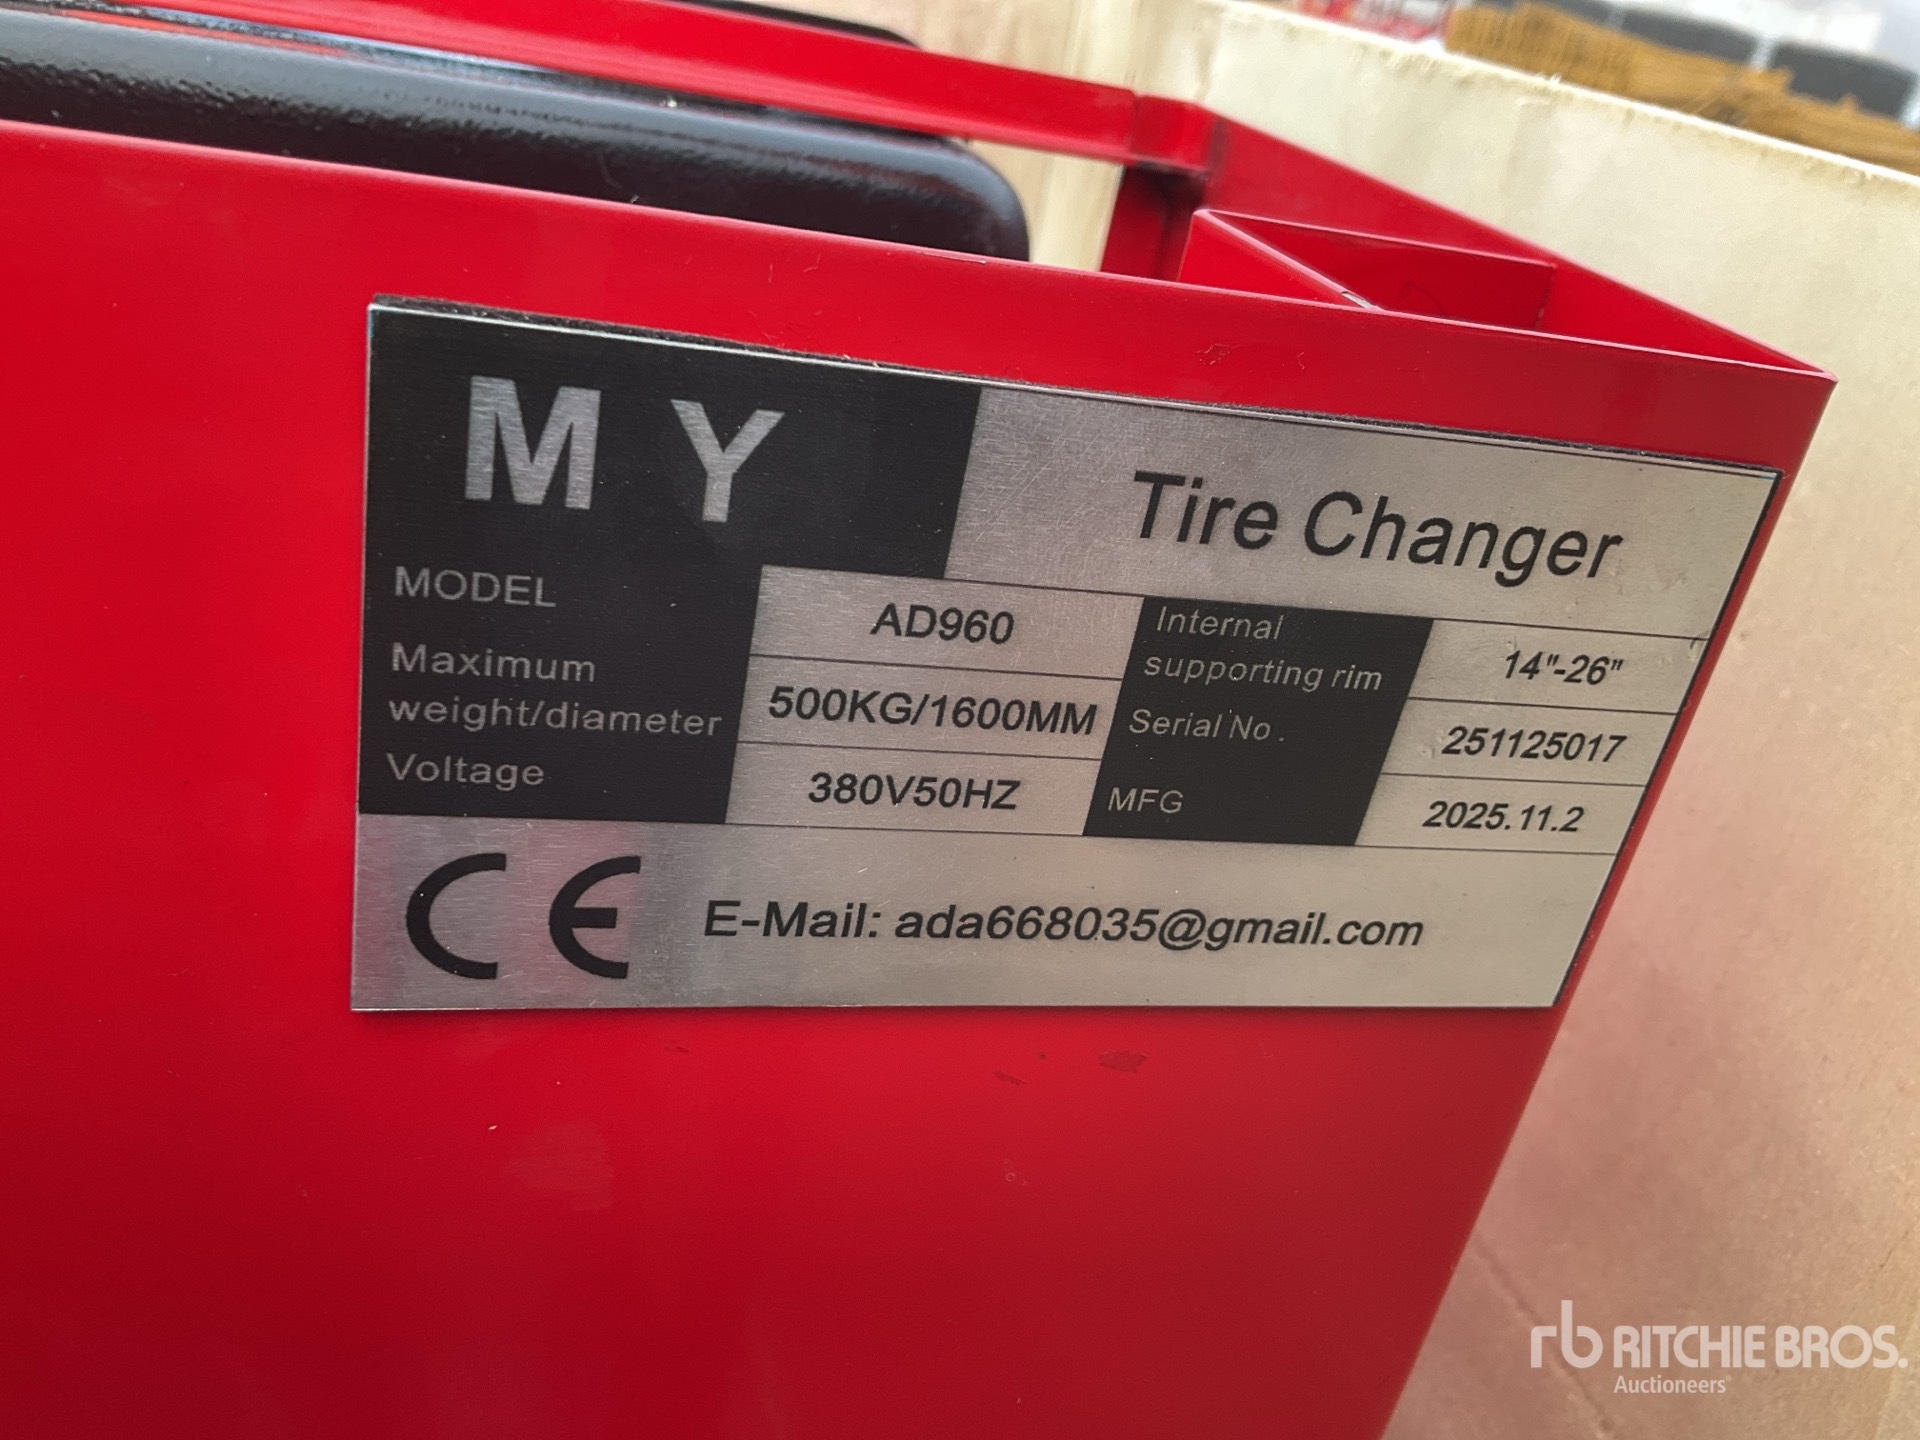 M Y
Tire Changer
MODEL
AD960
Internal
supporting rim
14"-26"
Maximum
weight/diameter
500KG/1600MM
Serial No.
251125017
Voltage
380V50HZ
MFG
2025.11.2
CE
E-Mail: ada668035@gmail.com
rb RITCHIE BROS.
Auctioneers